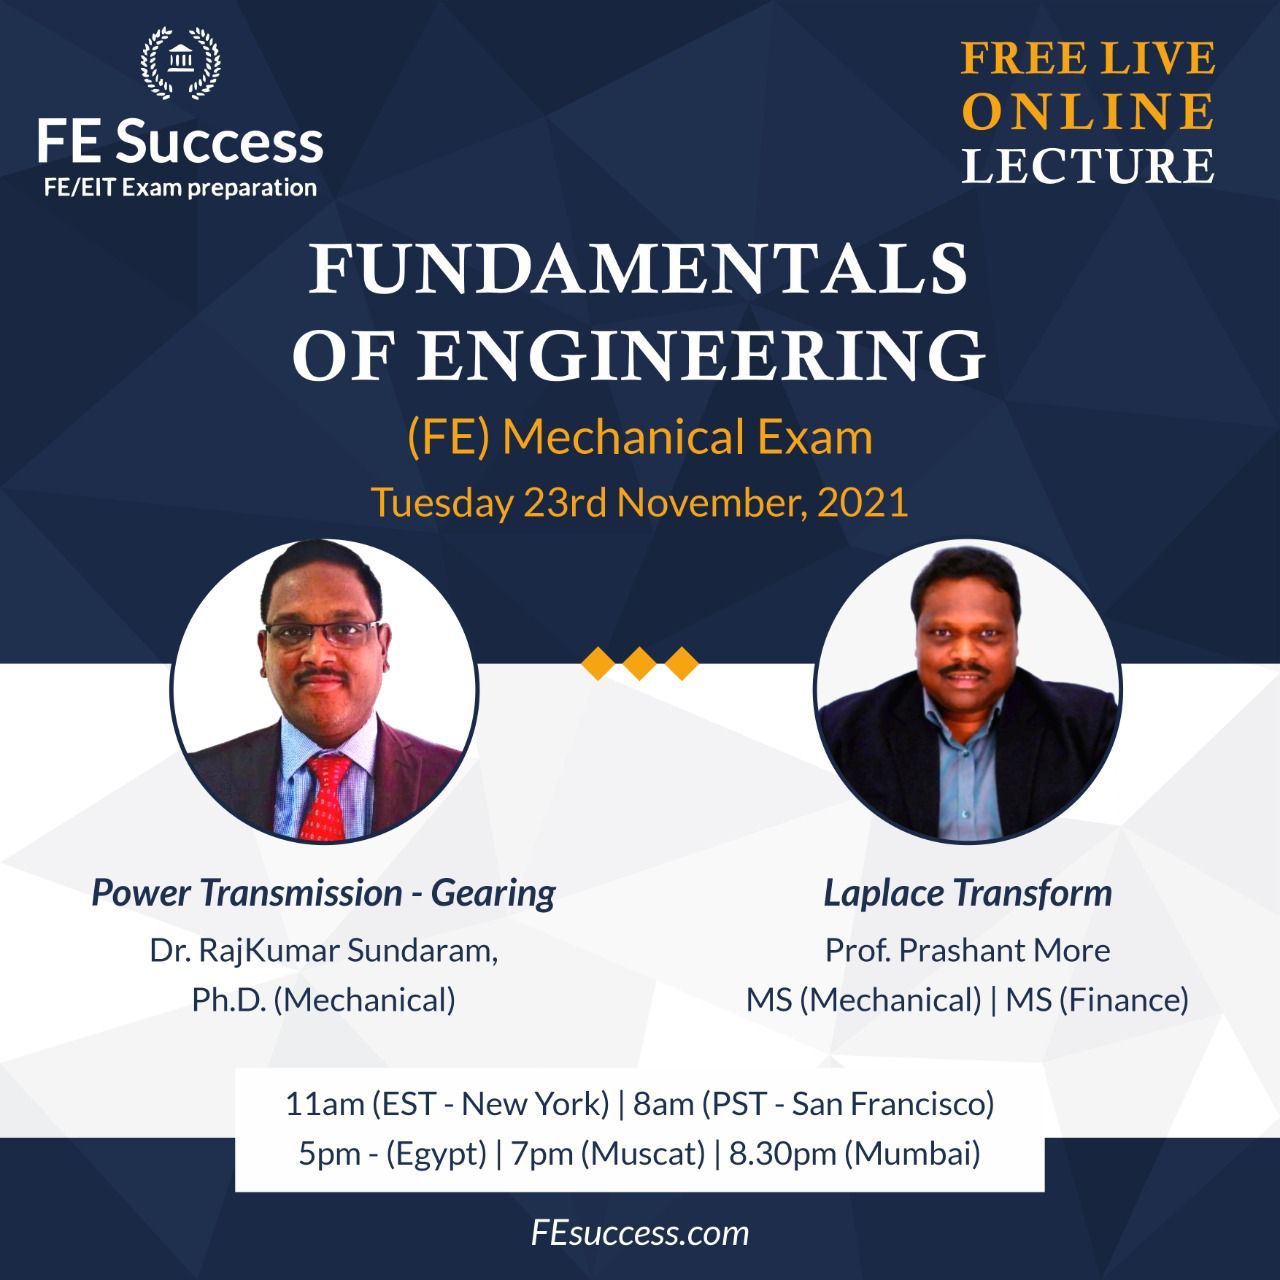 FE Success
FE/EIT Exam preparation
FREE LIVE
ONLINE
LECTURE
FUNDAMENTALS
OF ENGINEERING
(FE) Mechanical Exam
Tuesday 23rd November, 2021
Power Transmission - Gearing
Dr. RajKumar Sundaram,
Ph.D. (Mechanical)
Laplace Transform
Prof. Prashant More
MS (Mechanical) | MS (Finance)
11am (EST - New York) | 8am (PST - San Francisco)
5pm - (Egypt) | 7pm (Muscat) | 8.30pm (Mumbai)
FEsuccess.com